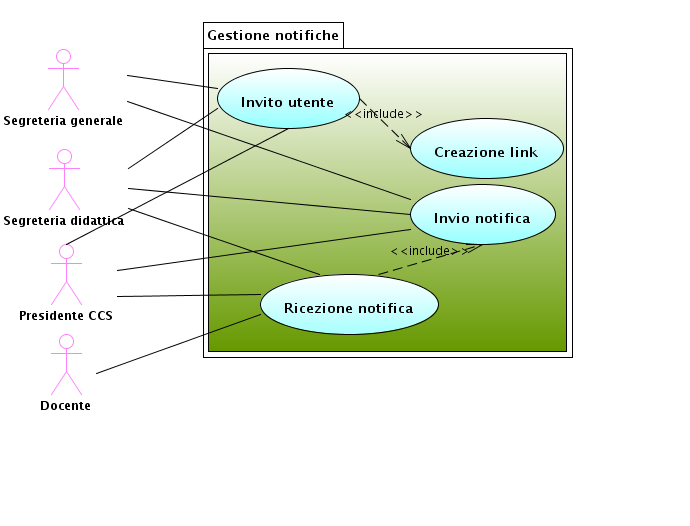 Gestione notifiche
Segreteria generale
Invito utente
<<include>>
Creazione link
Segreteria didattica
Invio notifica
<<include>>
Presidente CCS
Ricezione notifica
Docente